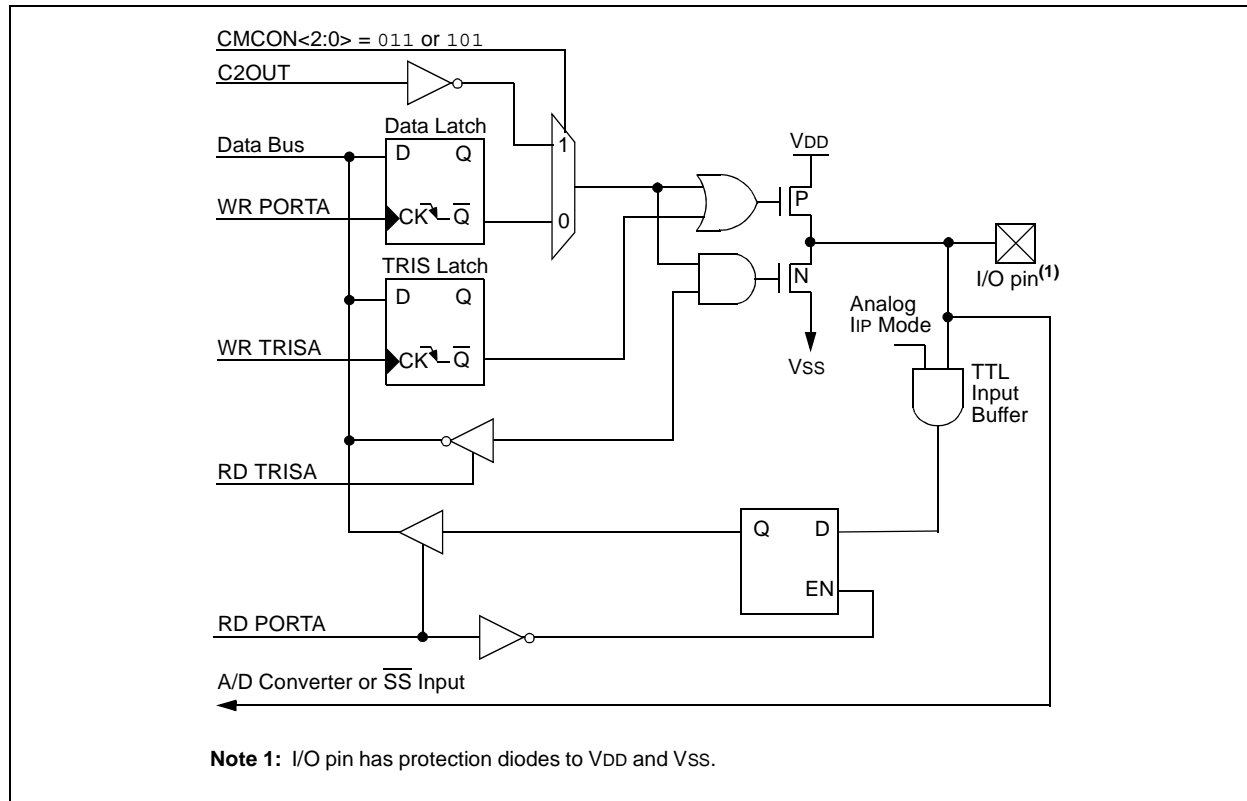 CMCON<2:0> = 011 or 101
C2OUT
Data Latch
Data Bus
D Q
1
VDD
WR PORTA
CK Q̅
0
P
TRIS Latch
D Q
N
I/O pin(1)
Analog
IIP Mode
WR TRISA
CK Q̅
VSS
TTL
Input
Buffer
RD TRISA
Q D
EN
RD PORTA
A/D Converter or S̅S̅ Input
Note 1: I/O pin has protection diodes to VDD and VSS.